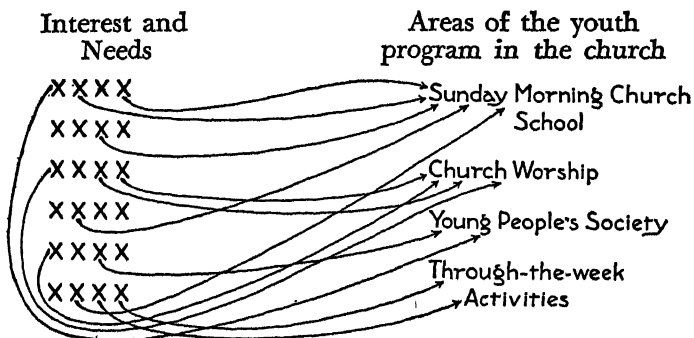 Interest and
Needs
Areas of the youth
program in the church
X X X X
X X X X
X X X X
X X X X
X X X X
X X X X
Sunday Morning Church
School
Church Worship
Young People's Society
Through-the-week
Activities